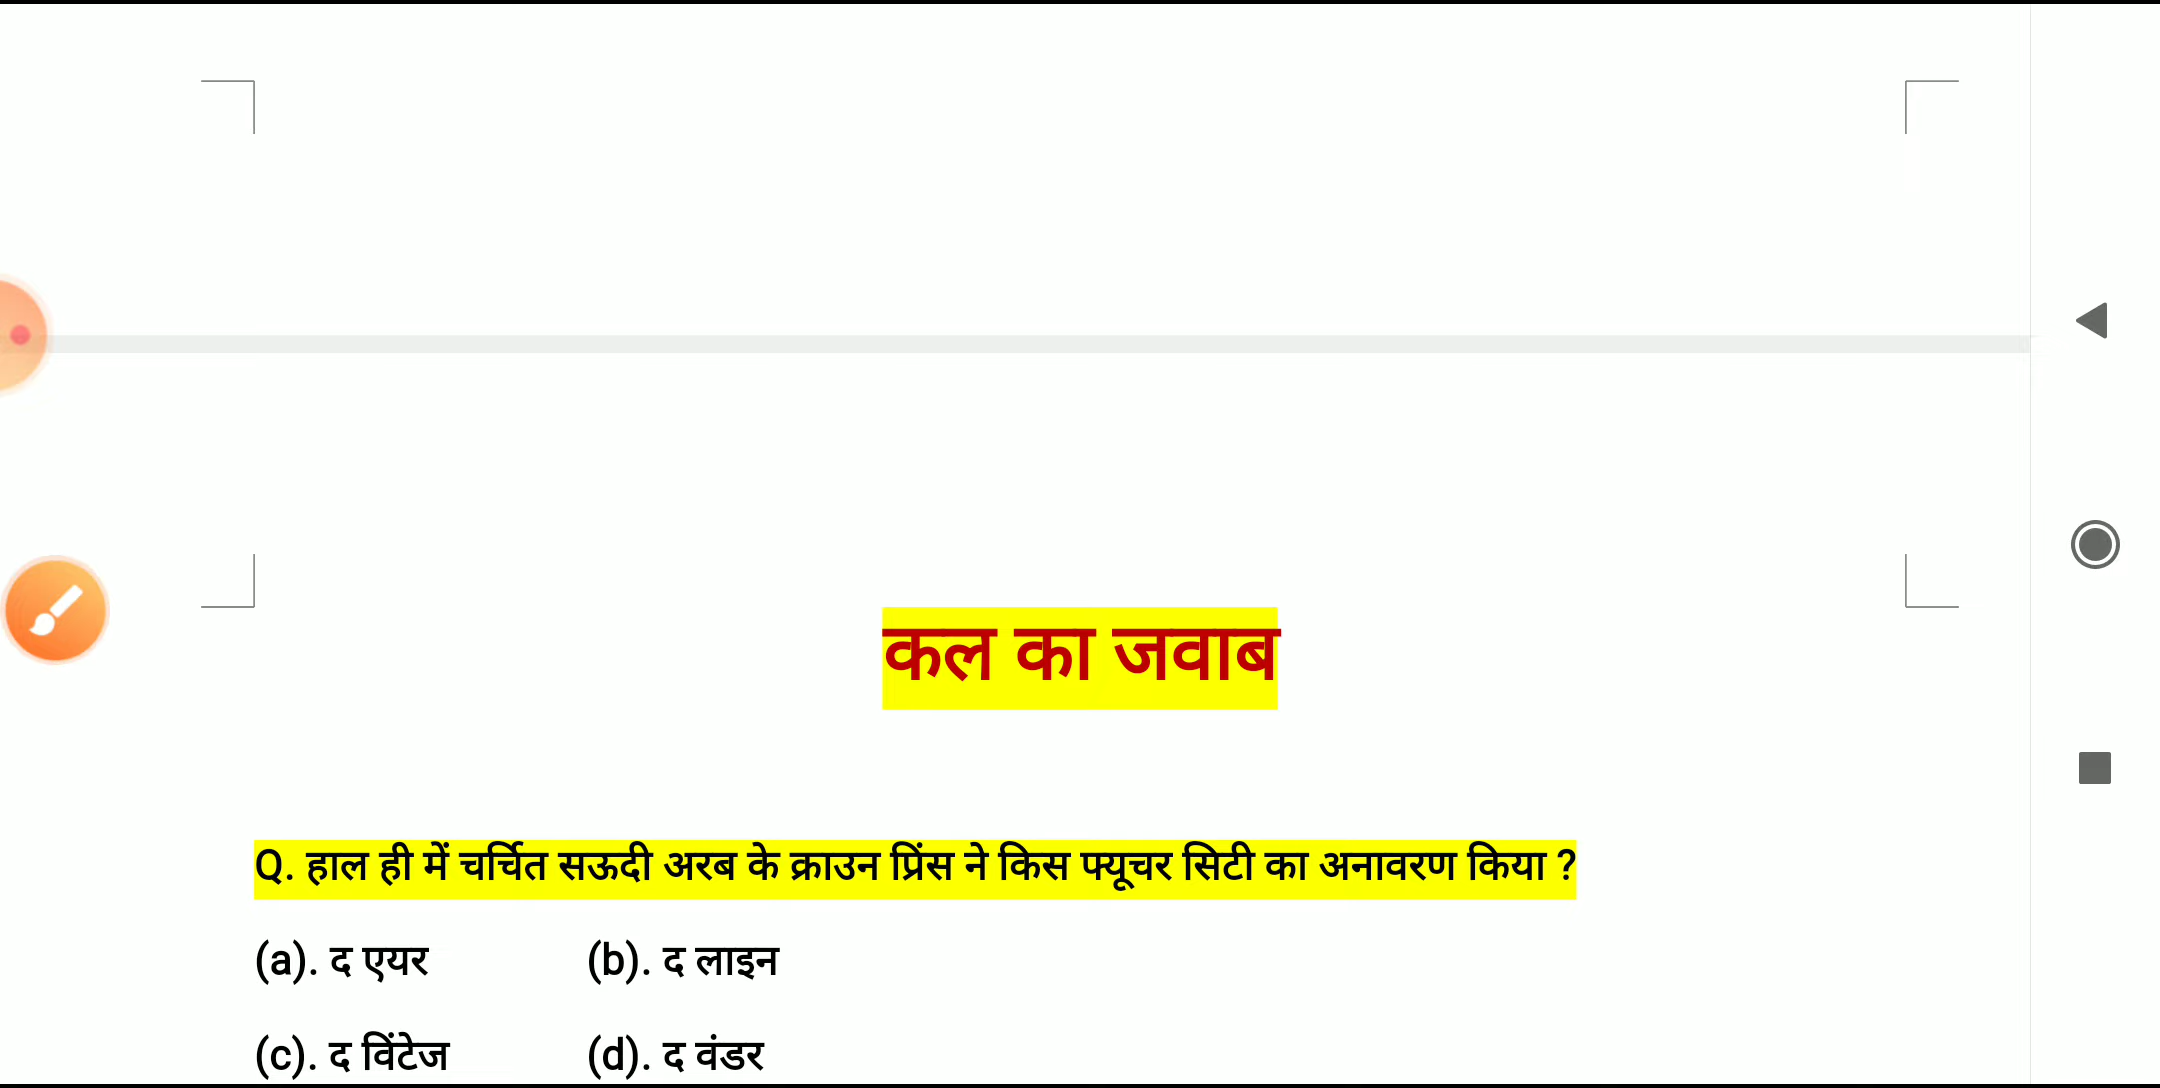 कल का जवाब
Q. हाल ही में चर्चित सऊदी अरब के क्राउन प्रिंस ने किस फ्यूचर सिटी का अनावरण किया ?
(a). द एयर (b). द लाइन
(c). द विंटेज (d). द वंडर